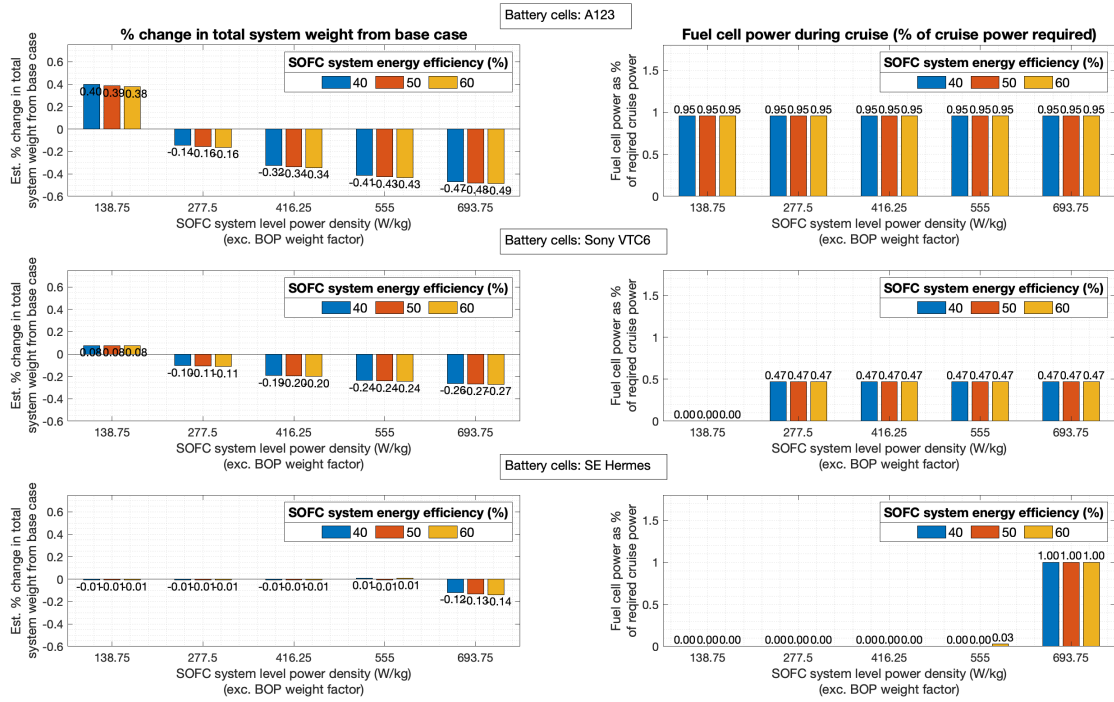 Battery cells: A123
% change in total system weight from base case
Est. % change in total
system weight from base case
0.6
0.4
0.2
0
-0.2
-0.4
-0.6
SOFC system energy efficiency (%)
40 50 60
0.40 0.39 0.38
-0.14 -0.16 -0.16
-0.32 -0.34 -0.34
-0.41 -0.43 -0.43
-0.47 -0.48 -0.49
138.75 277.5 416.25 555 693.75
SOFC system level power density (W/kg)
(exc. BOP weight factor)
Fuel cell power during cruise (% of cruise power required)
Fuel cell power as %
of reqired cruise power
1.5
1
0.5
0
SOFC system energy efficiency (%)
40 50 60
0.95 0.95 0.95 0.95 0.95 0.95 0.95 0.95 0.95 0.95 0.95 0.95 0.95 0.95 0.95
138.75 277.5 416.25 555 693.75
SOFC system level power density (W/kg)
(exc. BOP weight factor)
Battery cells: Sony VTC6
Est. % change in total
system weight from base case
0.6
0.4
0.2
0
-0.2
-0.4
-0.6
SOFC system energy efficiency (%)
40 50 60
0.08 0.08 0.08
-0.10 -0.11 -0.11
-0.19 -0.20 -0.20
-0.24 -0.24 -0.24
-0.26 -0.27 -0.27
138.75 277.5 416.25 555 693.75
SOFC system level power density (W/kg)
(exc. BOP weight factor)
Fuel cell power as %
of reqired cruise power
1.5
1
0.5
0
SOFC system energy efficiency (%)
40 50 60
0.00 0.00 0.00
0.47 0.47 0.47 0.47 0.47 0.47 0.47 0.47 0.47 0.47 0.47 0.47
138.75 277.5 416.25 555 693.75
SOFC system level power density (W/kg)
(exc. BOP weight factor)
Battery cells: SE Hermes
Est. % change in total
system weight from base case
0.6
0.4
0.2
0
-0.2
-0.4
-0.6
SOFC system energy efficiency (%)
40 50 60
-0.01 -0.01 -0.01
-0.01 -0.01 -0.01
-0.01 -0.01 -0.01
0.01 -0.01 0.01
-0.12 -0.13 -0.14
138.75 277.5 416.25 555 693.75
SOFC system level power density (W/kg)
(exc. BOP weight factor)
Fuel cell power as %
of reqired cruise power
1.5
1
0.5
0
SOFC system energy efficiency (%)
40 50 60
0.00 0.00 0.00 0.00 0.00 0.00 0.00 0.00 0.00 0.00 0.00 0.03
1.00 1.00 1.00
138.75 277.5 416.25 555 693.75
SOFC system level power density (W/kg)
(exc. BOP weight factor)